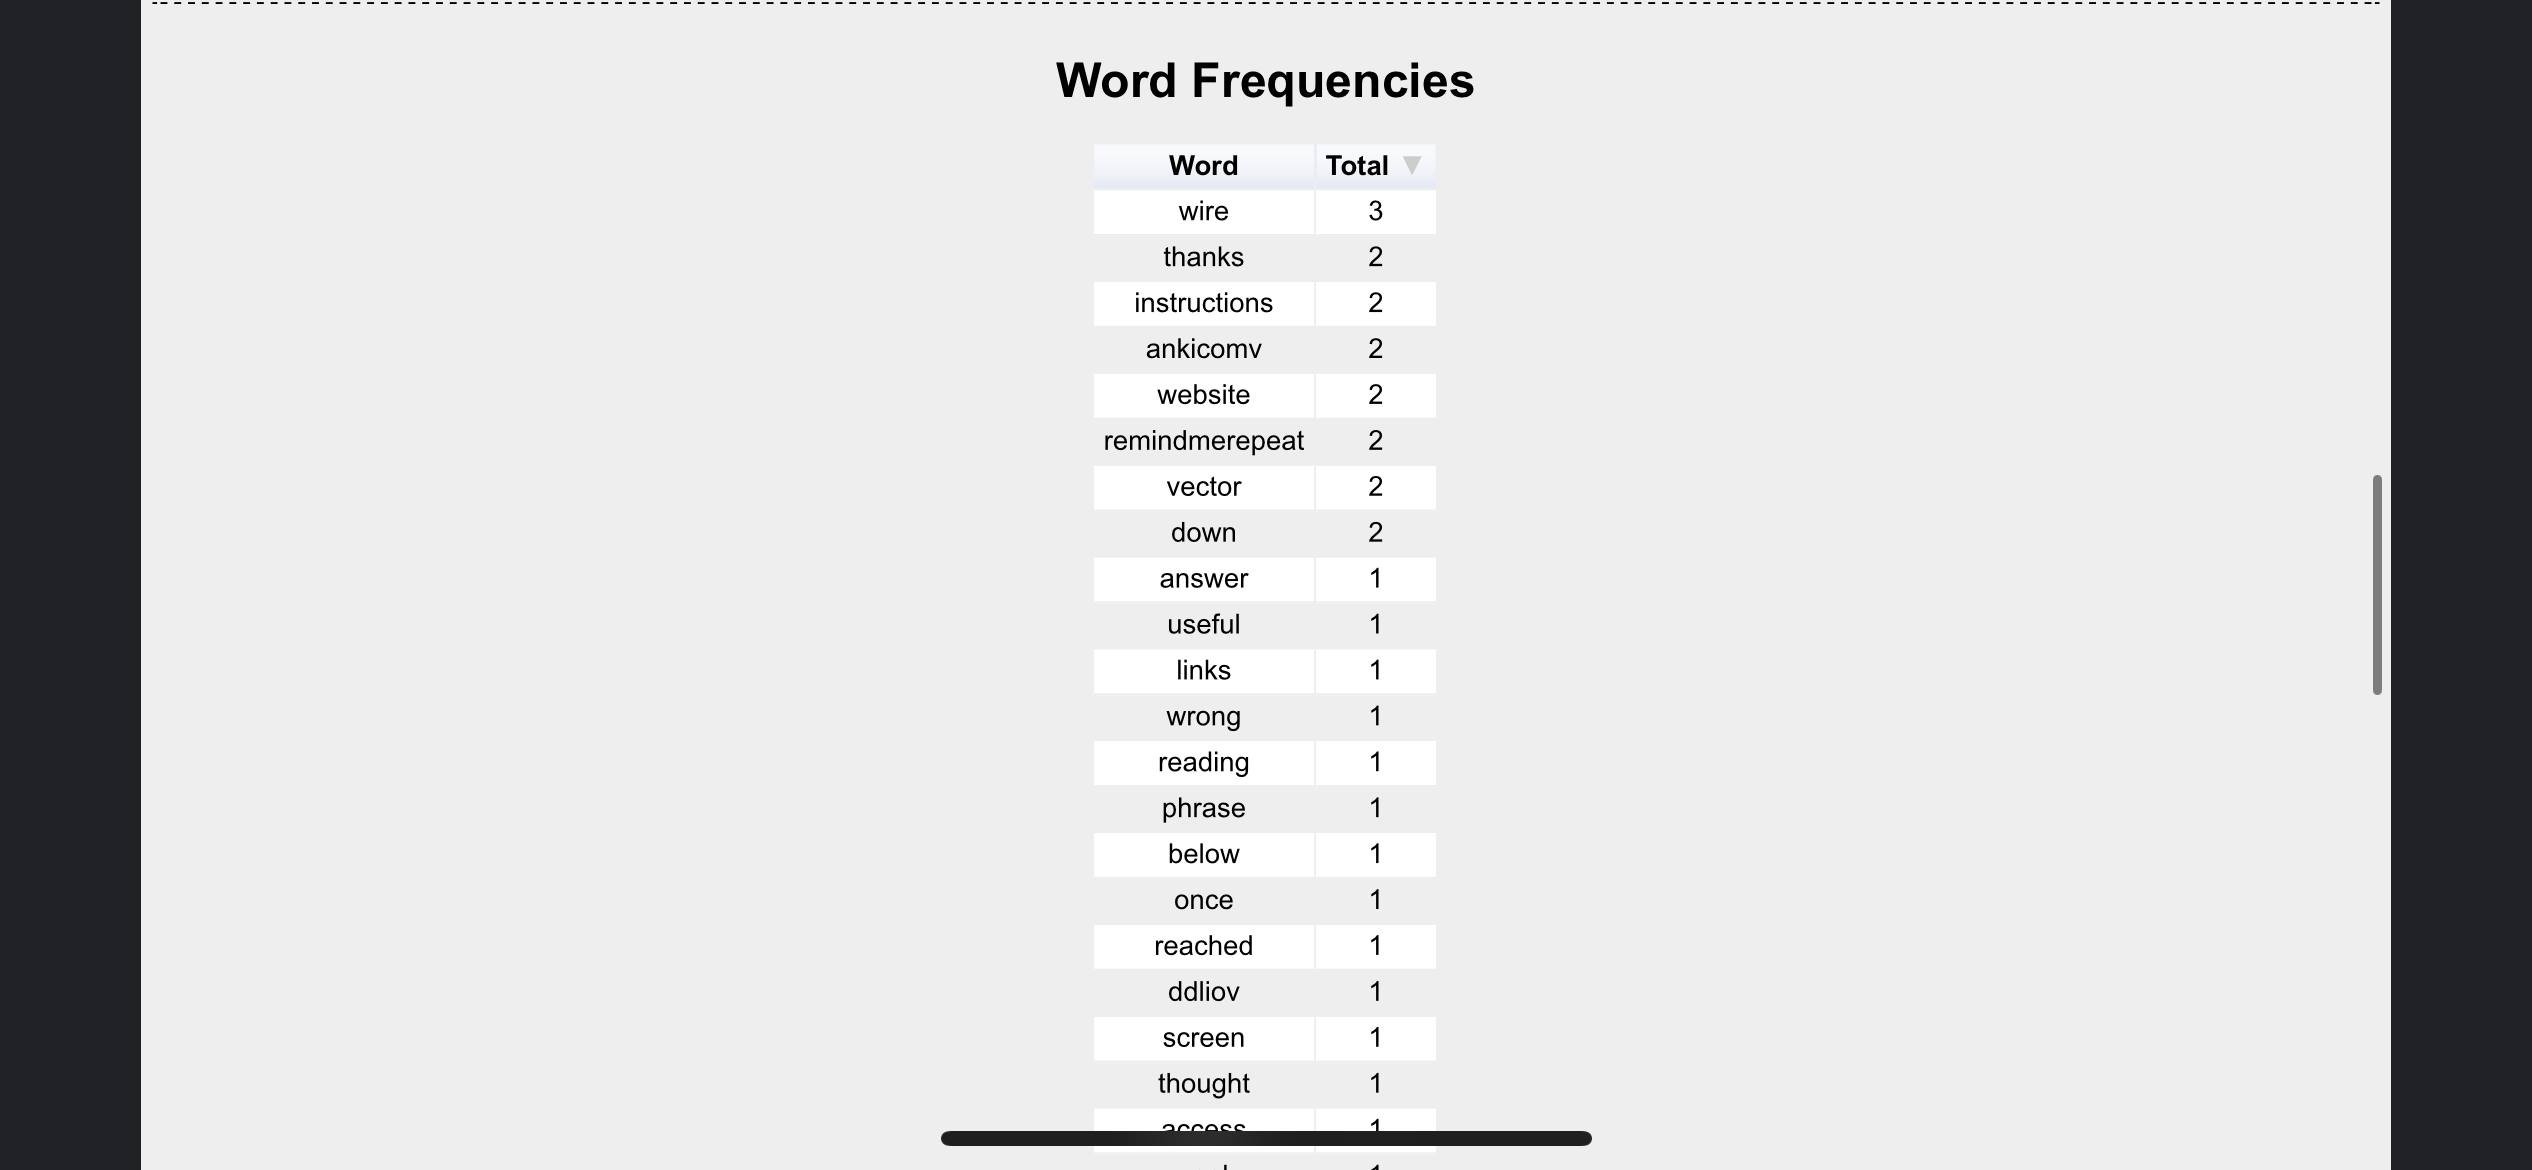 Word Frequencies
Word Total ▼
wire 3
thanks 2
instructions 2
ankicomv 2
website 2
remindmerepeat 2
vector 2
down 2
answer 1
useful 1
links 1
wrong 1
reading 1
phrase 1
below 1
once 1
reached 1
ddliov 1
screen 1
thought 1
access 1